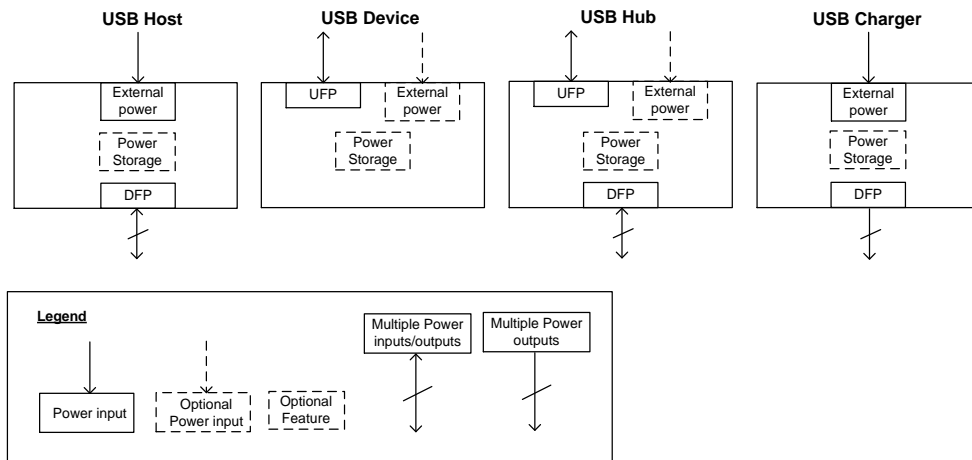 USB Host
USB Device
USB Hub
USB Charger
External
power
Power
Storage
DFP
UFP
External
power
Power
Storage
UFP
External
power
Power
Storage
DFP
External
power
Power
Storage
DFP
Legend
Power input
Optional
Power input
Optional
Feature
Multiple Power
inputs/outputs
Multiple Power
outputs